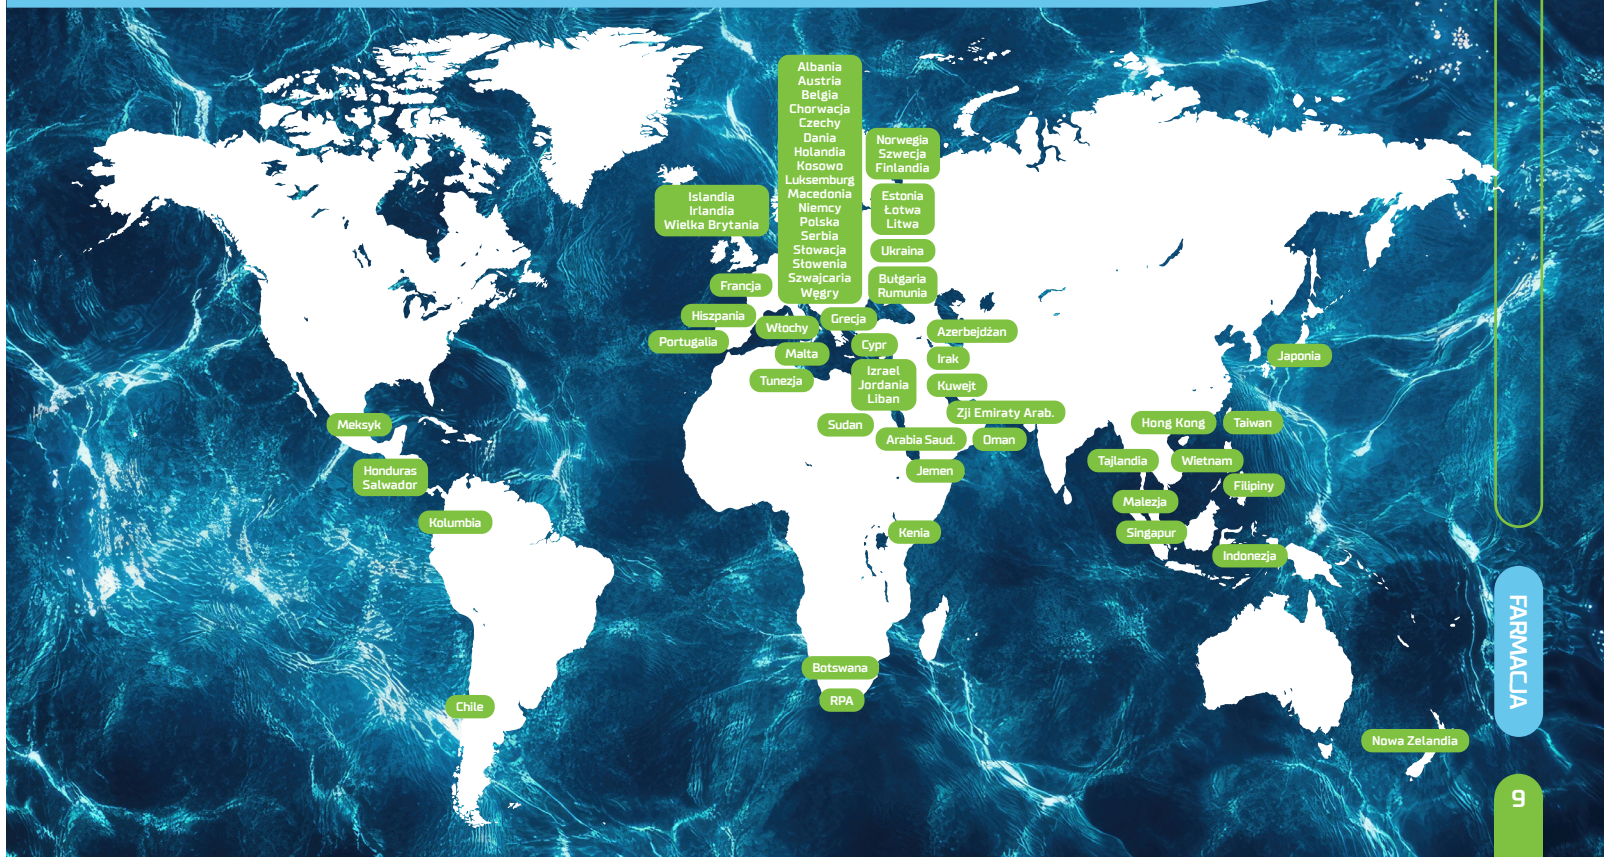 Albania
Austria
Belgia
Chorwacja
Czechy
Dania
Holandia
Kosowo
Luksemburg
Macedonia
Niemcy
Polska
Serbia
Słowacja
Słowenia
Szwajcaria
Węgry
Norwegia
Szwecja
Finlandia
Estonia
Łotwa
Litwa
Ukraina
Bułgaria
Rumunia
Islandia
Irlandia
Wielka Brytania
Francja
Hiszpania
Portugalia
Włochy
Grecja
Malta
Cypr
Tunezja
Izrael
Jordania
Liban
Azerbejdżan
Irak
Kuwejt
Zji Emiraty Arab.
Sudan
Arabia Saud.
Oman
Jemen
Japonia
Meksyk
Honduras
Salwador
Kolumbia
Hong Kong
Taiwan
Tajlandia
Wietnam
Filipiny
Malezja
Singapur
Indonezja
Kenia
Botswana
RPA
Chile
Nowa Zelandia
FARMACJA
9